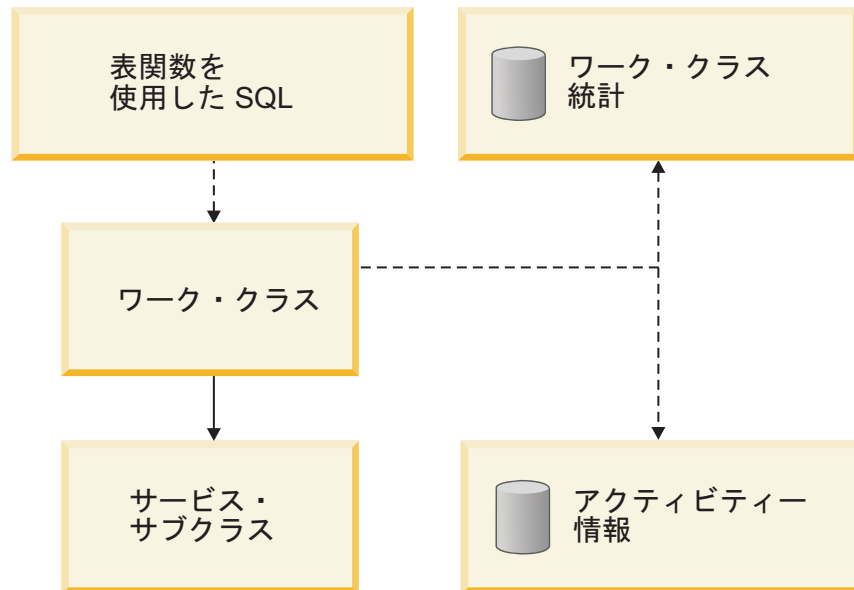 表関数を
使用した SQL
ワーク・クラス
統計
ワーク・クラス
サービス・
サブクラス
アクティビティー
情報